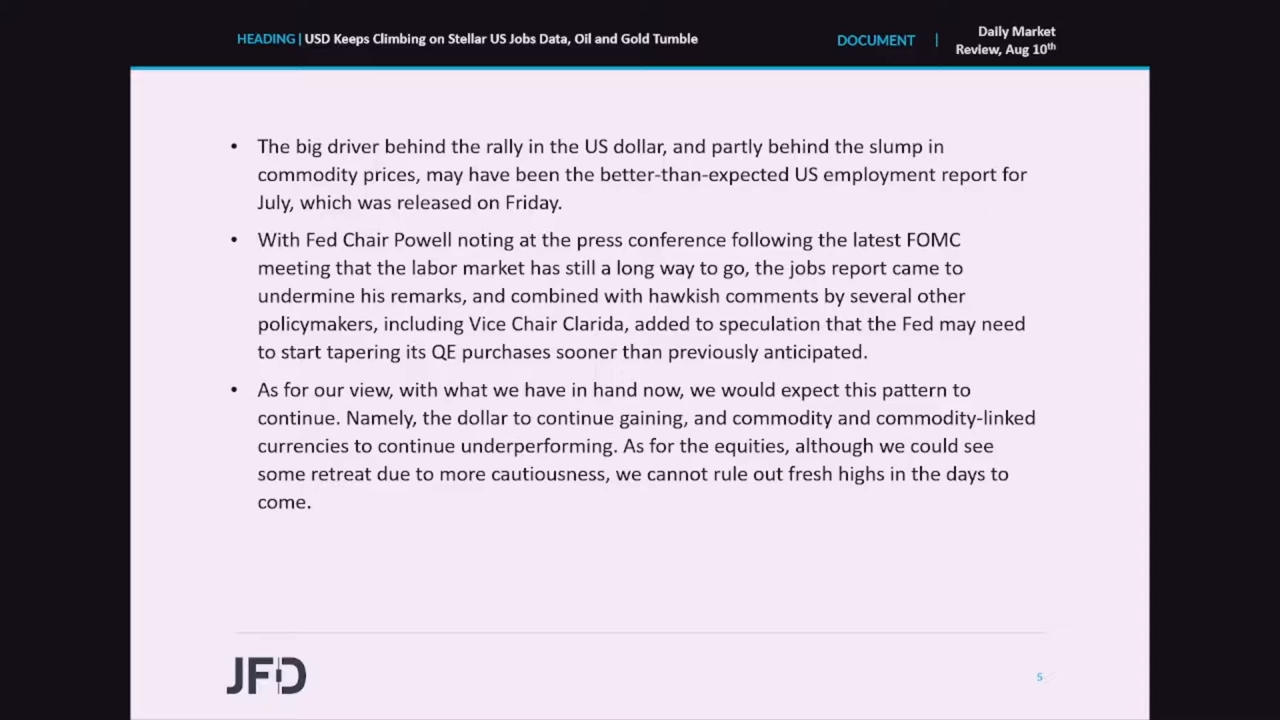 HEADING | USD Keeps Climbing on Stellar US Jobs Data, Oil and Gold Tumble
DOCUMENT | Daily Market
Review, Aug 10th
• The big driver behind the rally in the US dollar, and partly behind the slump in
commodity prices, may have been the better-than-expected US employment report for
July, which was released on Friday.
• With Fed Chair Powell noting at the press conference following the latest FOMC
meeting that the labor market has still a long way to go, the jobs report came to
undermine his remarks, and combined with hawkish comments by several other
policymakers, including Vice Chair Clarida, added to speculation that the Fed may need
to start tapering its QE purchases sooner than previously anticipated.
• As for our view, with what we have in hand now, we would expect this pattern to
continue. Namely, the dollar to continue gaining, and commodity and commodity-linked
currencies to continue underperforming. As for the equities, although we could see
some retreat due to more cautiousness, we cannot rule out fresh highs in the days to
come.
JFD
5